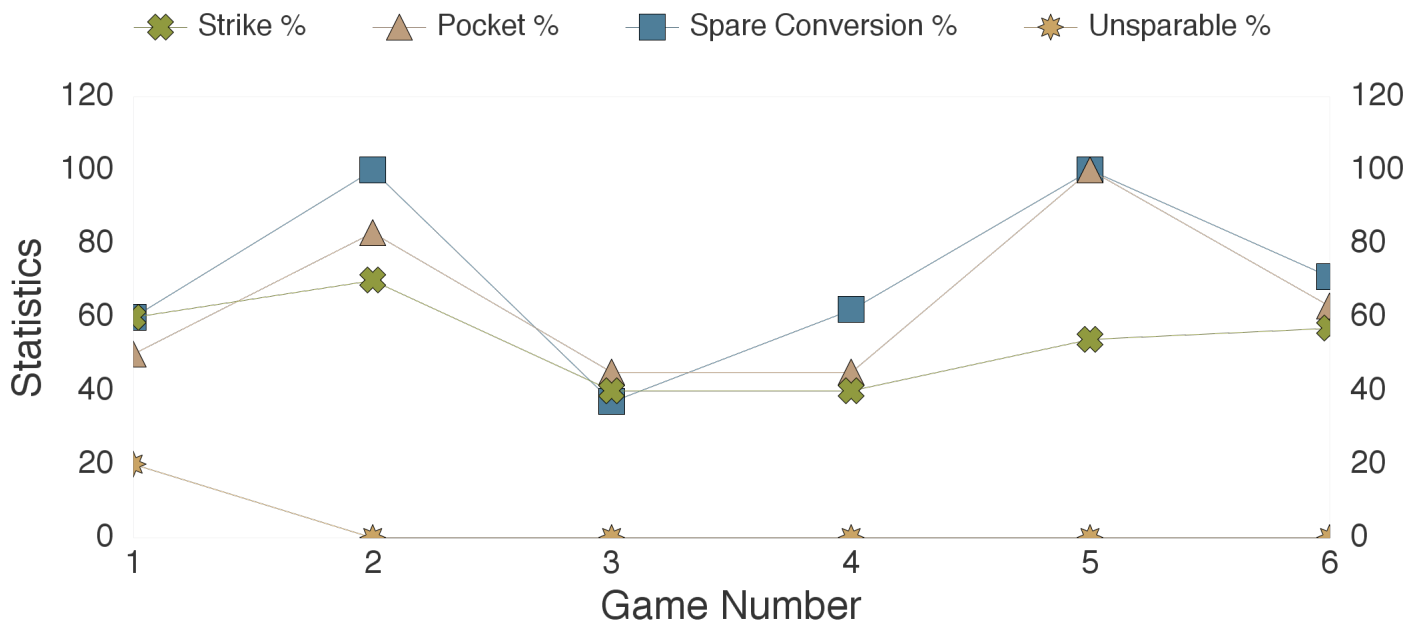 Strike % Pocket % Spare Conversion % Unsparable %
120 120
100 100
80 80
60 60
40 40
20 20
0 0
Statistics
1 2 3 4 5 6
Game Number